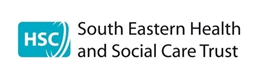 HSC
South Eastern Health
and Social Care Trust